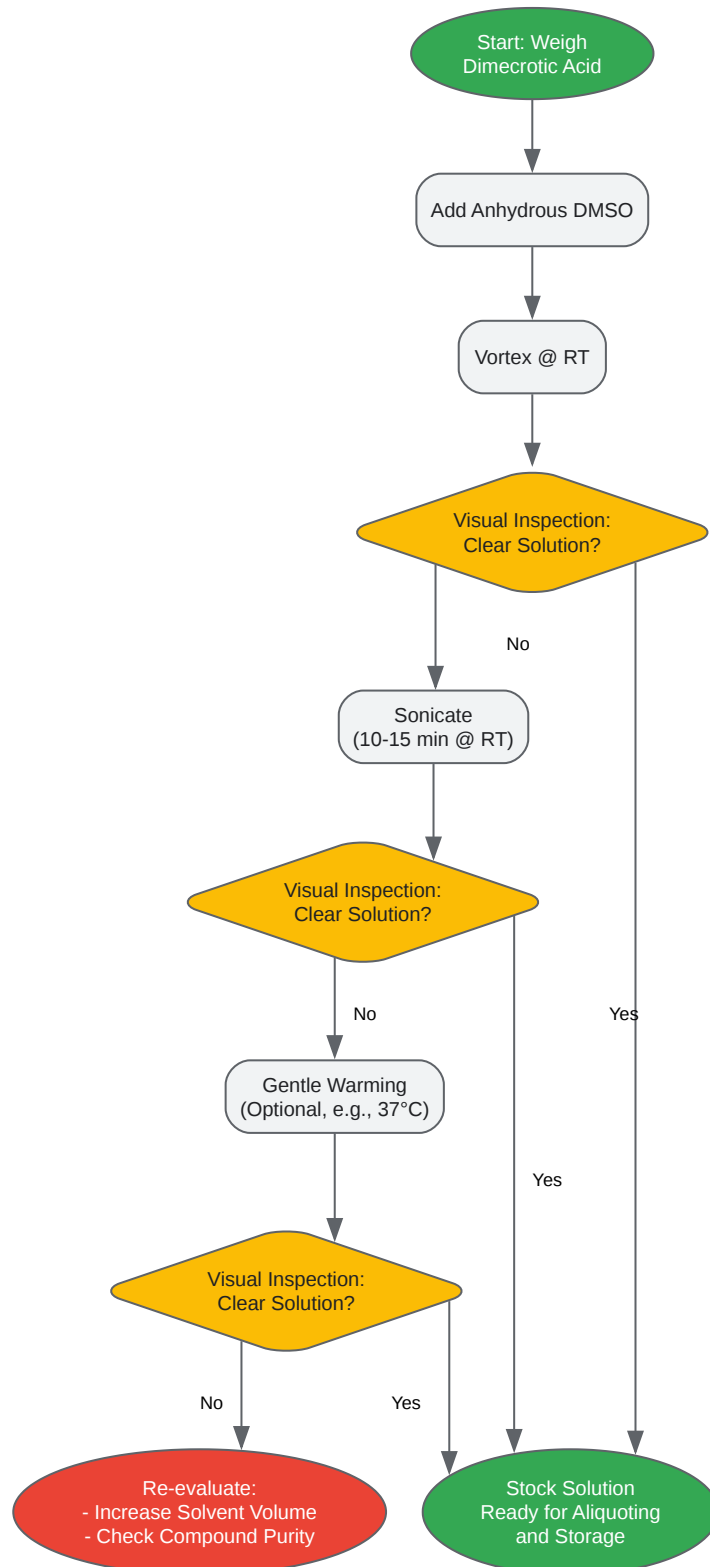 Start: Weigh
Dimecrotic Acid
Add Anhydrous DMSO
Vortex @ RT
Visual Inspection:
Clear Solution?
No
Sonicate
(10-15 min @ RT)
Visual Inspection:
Clear Solution?
No
Yes
Gentle Warming
(Optional, e.g., 37°C)
Yes
Visual Inspection:
Clear Solution?
No
Yes
Re-evaluate:
- Increase Solvent Volume
- Check Compound Purity
Stock Solution
Ready for Aliquoting
and Storage